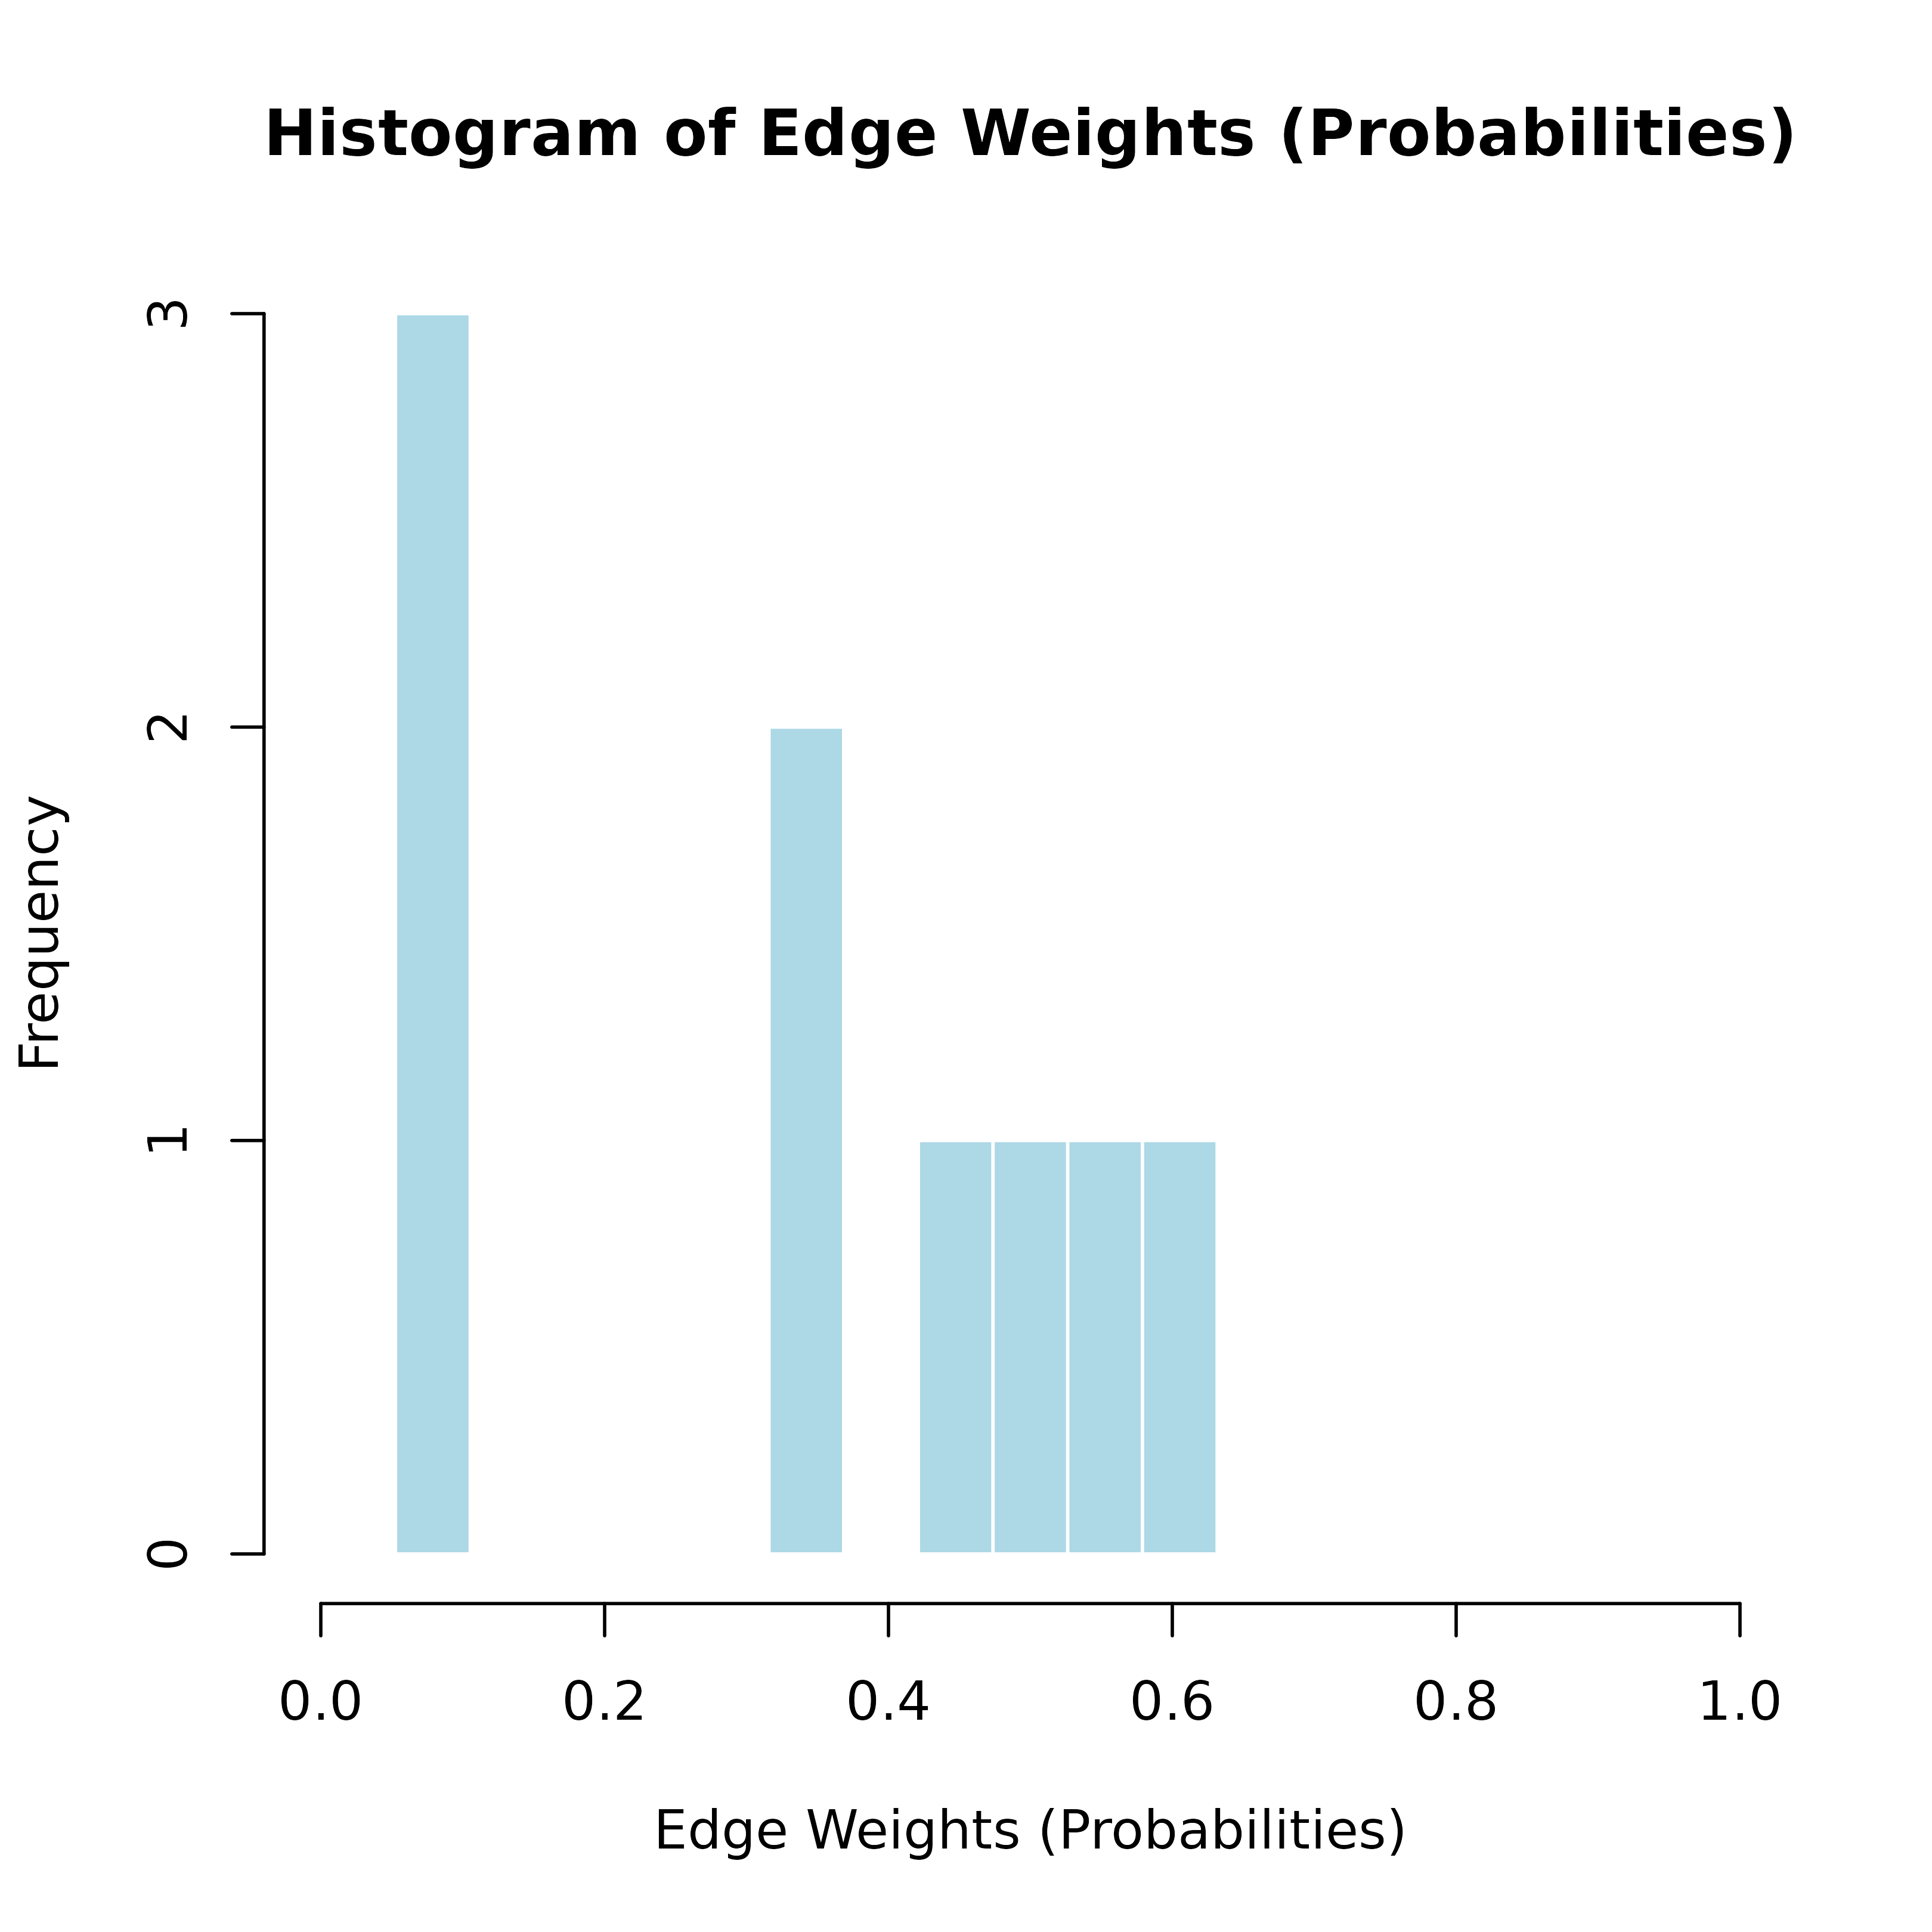 Histogram of Edge Weights (Probabilities)
3
2
1
0
Frequency
0.0 0.2 0.4 0.6 0.8 1.0
Edge Weights (Probabilities)